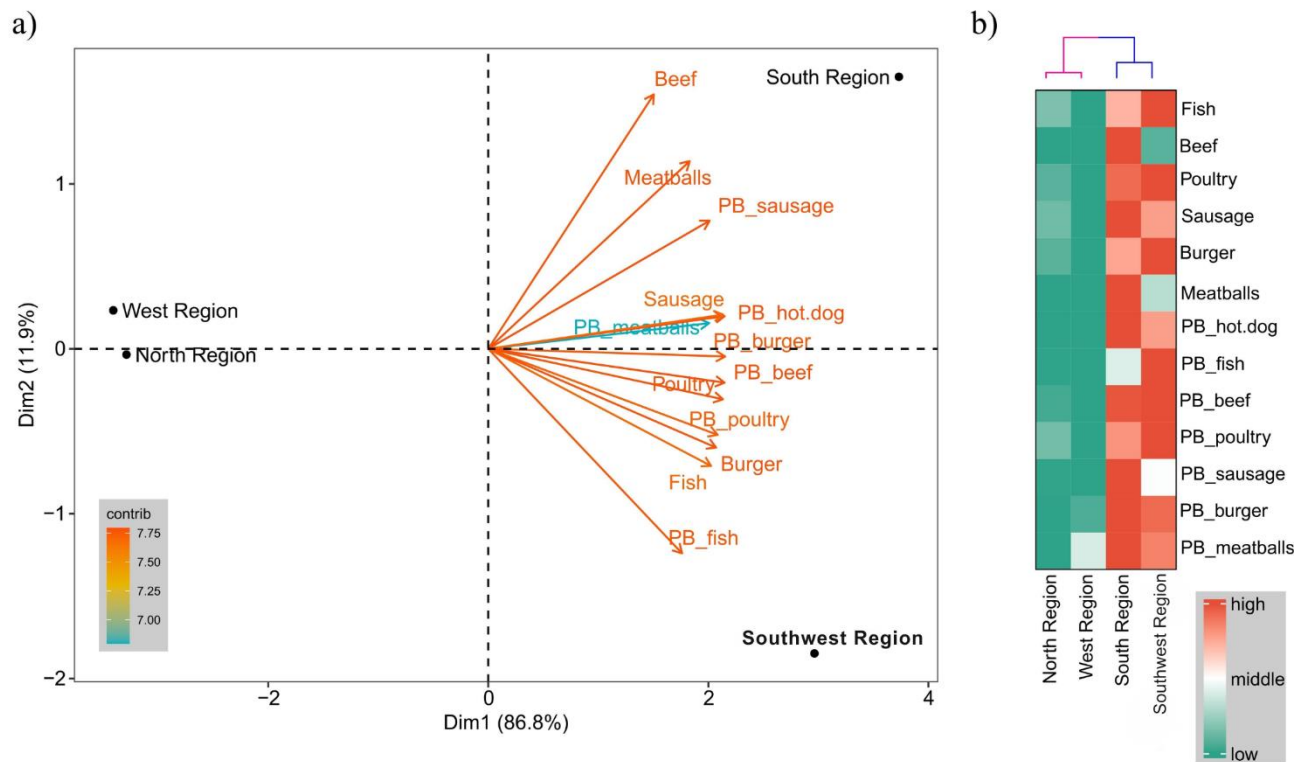 a)
Beef
South Region
Meatballs
PB_sausage
Sausage
PB_hot.dog
PB_meatballs
PB_burger
West Region
North Region
PB_beef
Poultry
PB_poultry
Burger
Fish
PB_fish
Southwest Region
contrib
7.75
7.50
7.25
7.00
1
0
−1
−2
Dim2 (11.9%)
−2
0
2
4
Dim1 (86.8%)
b)
Fish
Beef
Poultry
Sausage
Burger
Meatballs
PB_hot.dog
PB_fish
PB_beef
PB_poultry
PB_sausage
PB_burger
PB_meatballs
North Region
West Region
South Region
Southwest Region
high
middle
low